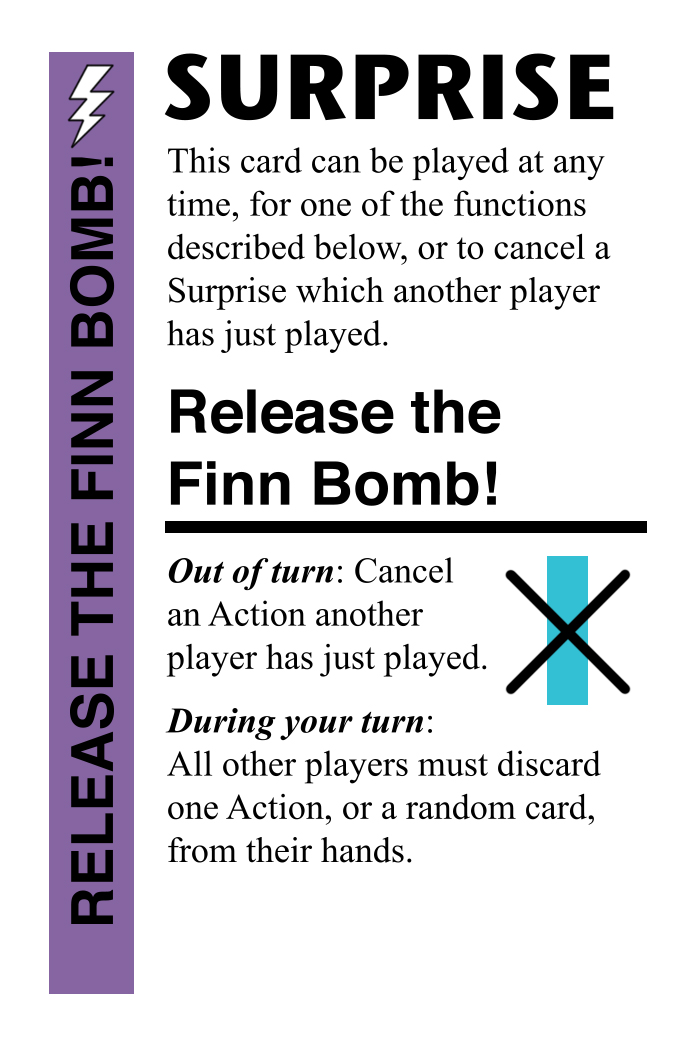 RELEASE THE FINN BOMB!
SURPRISE
This card can be played at any
time, for one of the functions
described below, or to cancel a
Surprise which another player
has just played.
Release the
Finn Bomb!
Out of turn: Cancel
an Action another
player has just played.
During your turn:
All other players must discard
one Action, or a random card,
from their hands.